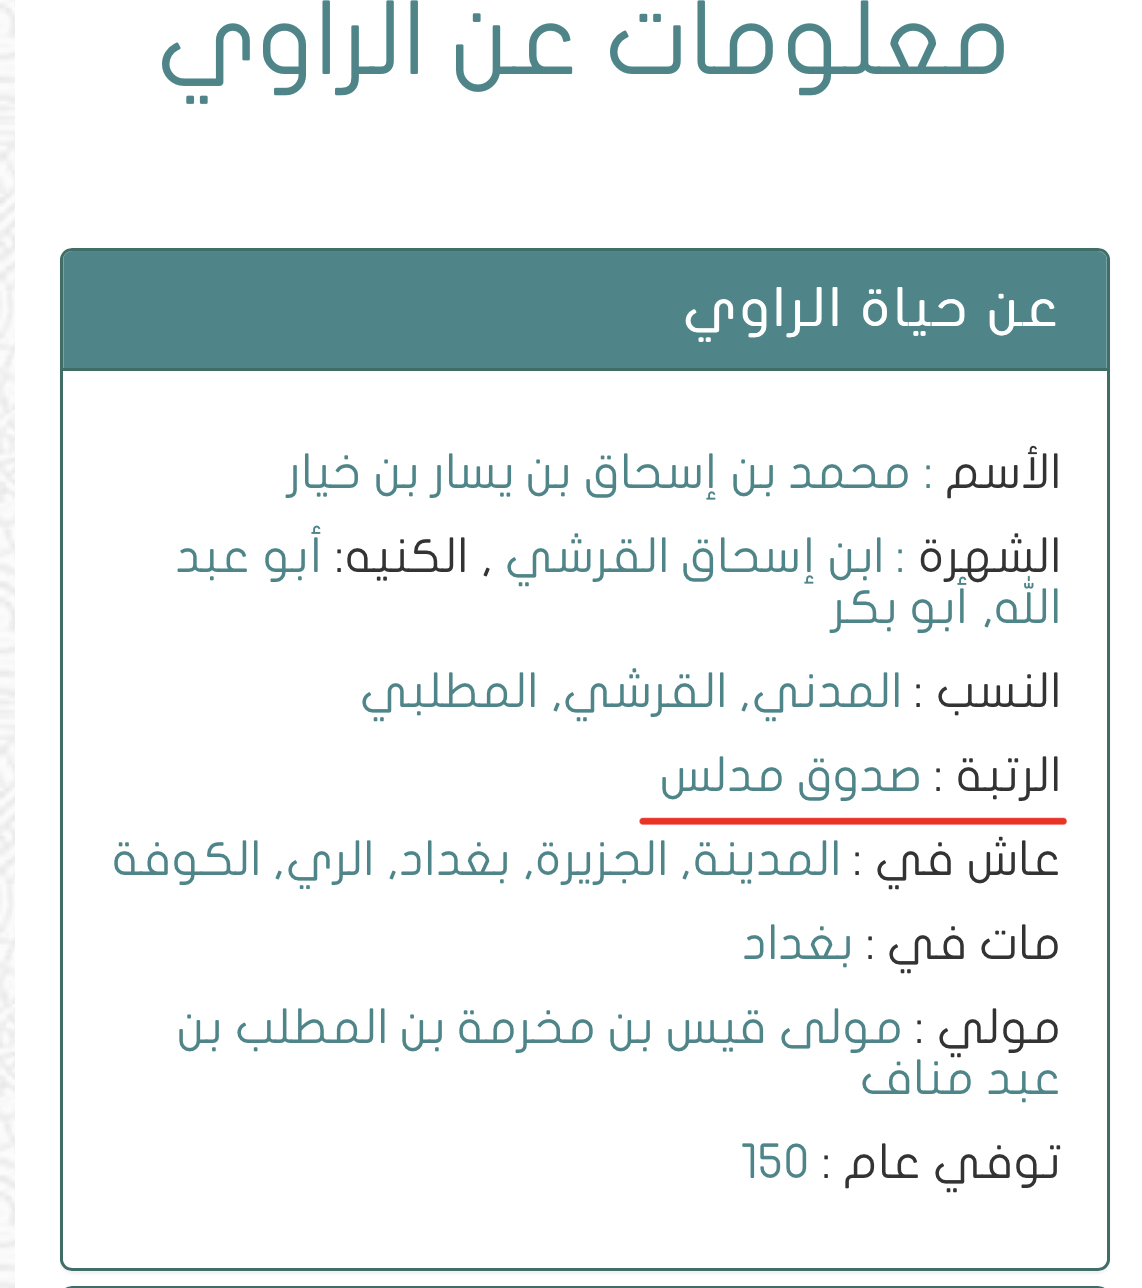 معلومات عن الراوي
عن حياة الراوي
الأسم : محمد بن إسحاق بن يسار بن خيار
الشهرة : ابن إسحاق القرشي , الكنيه: أبو عبد
الله, أبو بكر
النسب : المدني, القرشي, المطلبي
الرتبة : صدوق مدلس
عاش في : المدينة, الجزيرة, بغداد, الري, الكوفة
مات في : بغداد
مولي : مولى قيس بن مخرمة بن المطلب بن
عبد مناف
توفي عام : 150